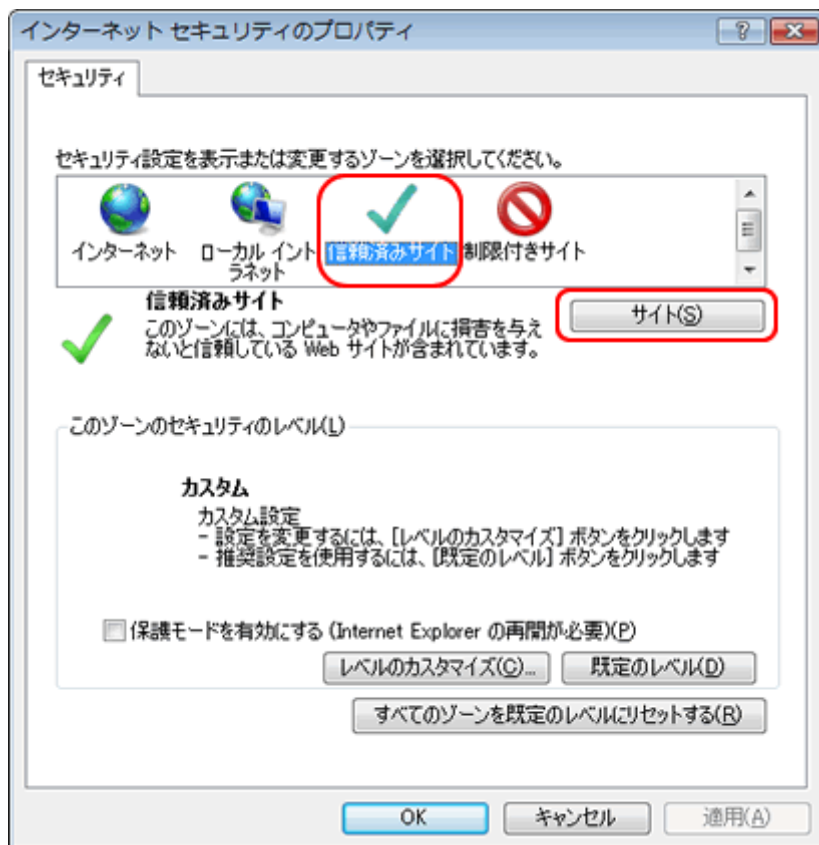 インターネット セキュリティのプロパティ
セキュリティ
セキュリティ設定を表示または変更するゾーンを選択してください。
インターネット
ローカル イント
ラネット
信頼済みサイト
制限付きサイト
信頼済みサイト
このゾーンには、コンピュータやファイルに損害を与え
ないと信頼している Web サイトが含まれています。
サイト(S)
このゾーンのセキュリティのレベル(L)
カスタム
カスタム設定
- 設定を変更するには、[レベルのカスタマイズ] ボタンをクリックします
- 推奨設定を使用するには、[既定のレベル] ボタンをクリックします
保護モードを有効にする (Internet Explorer の再開が必要)(P)
レベルのカスタマイズ(C)...
既定のレベル(D)
すべてのゾーンを既定のレベルにリセットする(R)
OK
キャンセル
適用(A)